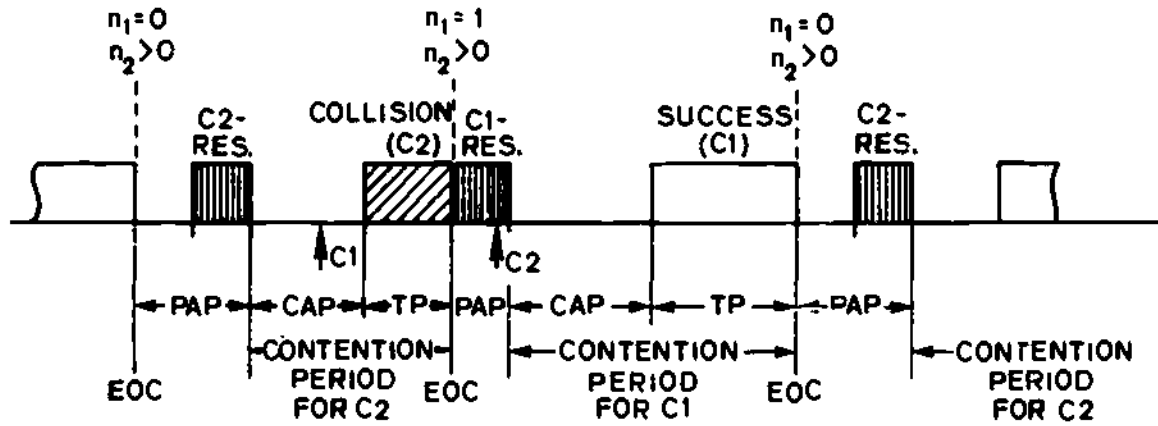 n₁=0
n₂>0
n₁=1
n₂>0
n₁=0
n₂>0
C2-
RES.
COLLISION
(C2)
C1-
RES.
SUCCESS
(C1)
C2-
RES.
C1
C2
PAP
CAP
TP
PAP
CAP
TP
PAP
EOC
CONTENTION
PERIOD
FOR C2
EOC
CONTENTION
PERIOD
FOR C1
EOC
CONTENTION
PERIOD
FOR C2